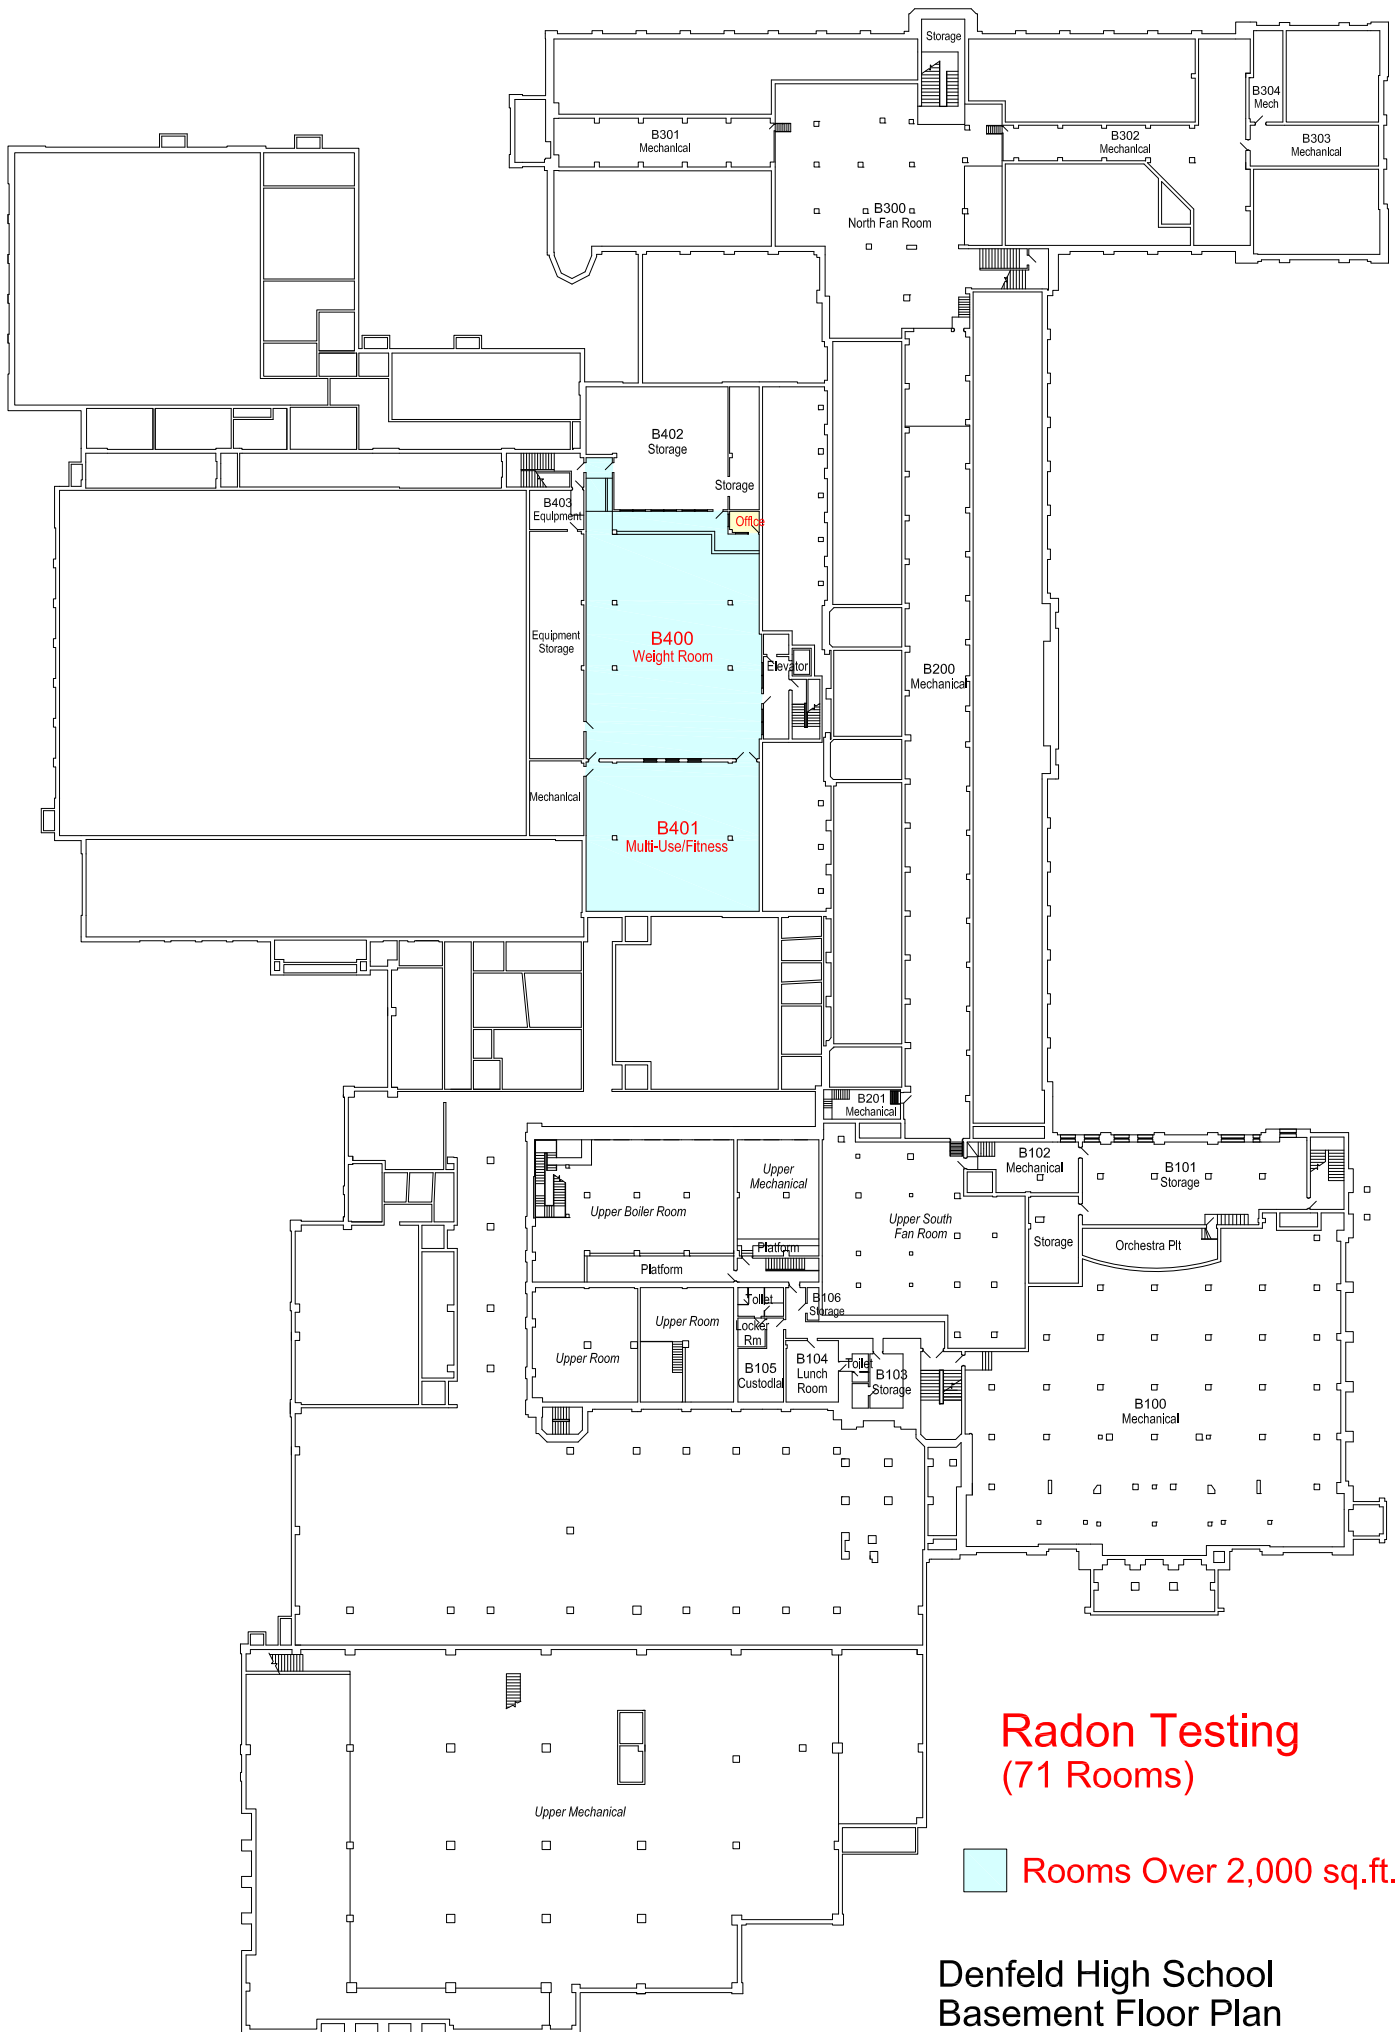 Storage
B304
Mech
B301
Mechanical
B302
Mechanical
B303
Mechanical
B300
North Fan Room
B402
Storage
Storage
B403
Equipment
Office
Equipment
Storage
B400
Weight Room
Elevator
B200
Mechanical
Mechanical
B401
Multi-Use/Fitness
B201
Mechanical
B102
Mechanical
B101
Storage
Upper
Mechanical
Upper Boiler Room
Upper South
Fan Room
Storage
Orchestra Plt
Platform
Platform
Toilet
B106
Storage
Upper Room
Locker
Rm
Upper Room
B105
Custodial
B104
Lunch
Room
Toilet
B103
Storage
B100
Mechanical
Upper Mechanical
Radon Testing
(71 Rooms)
Rooms Over 2,000 sq.ft.
Denfeld High School
Basement Floor Plan